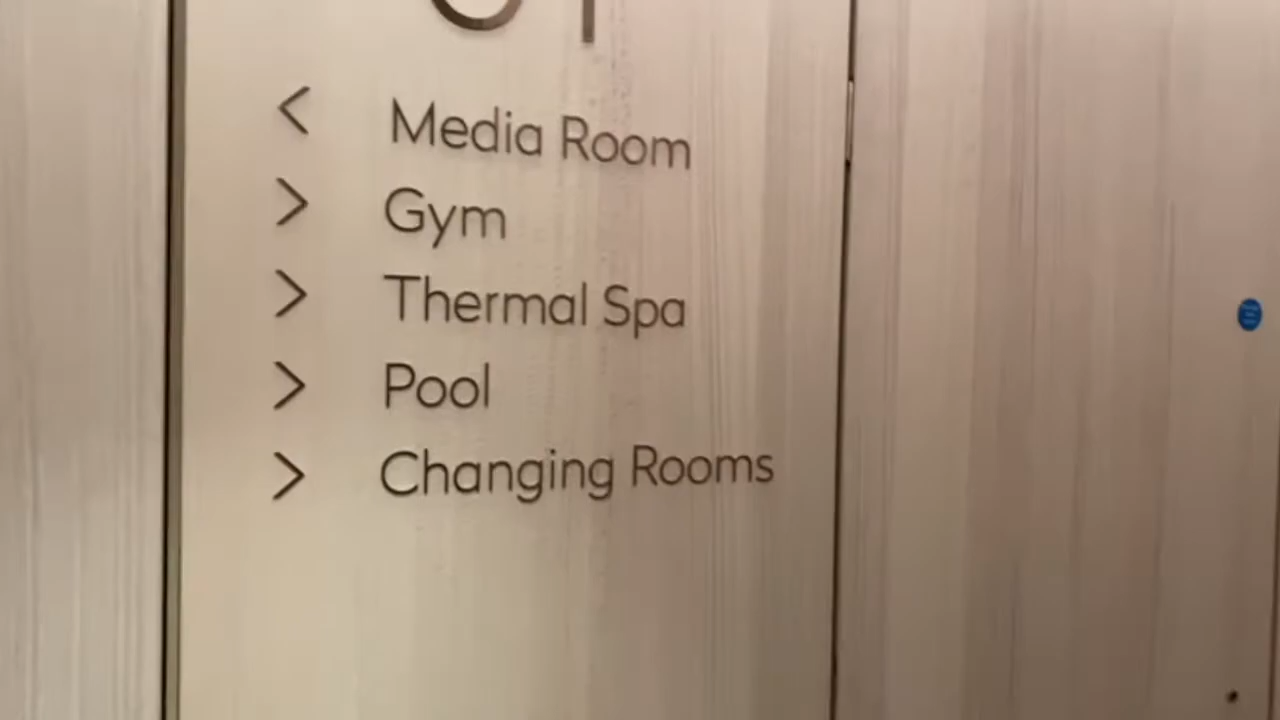 < Media Room
> Gym
> Thermal Spa
> Pool
> Changing Rooms